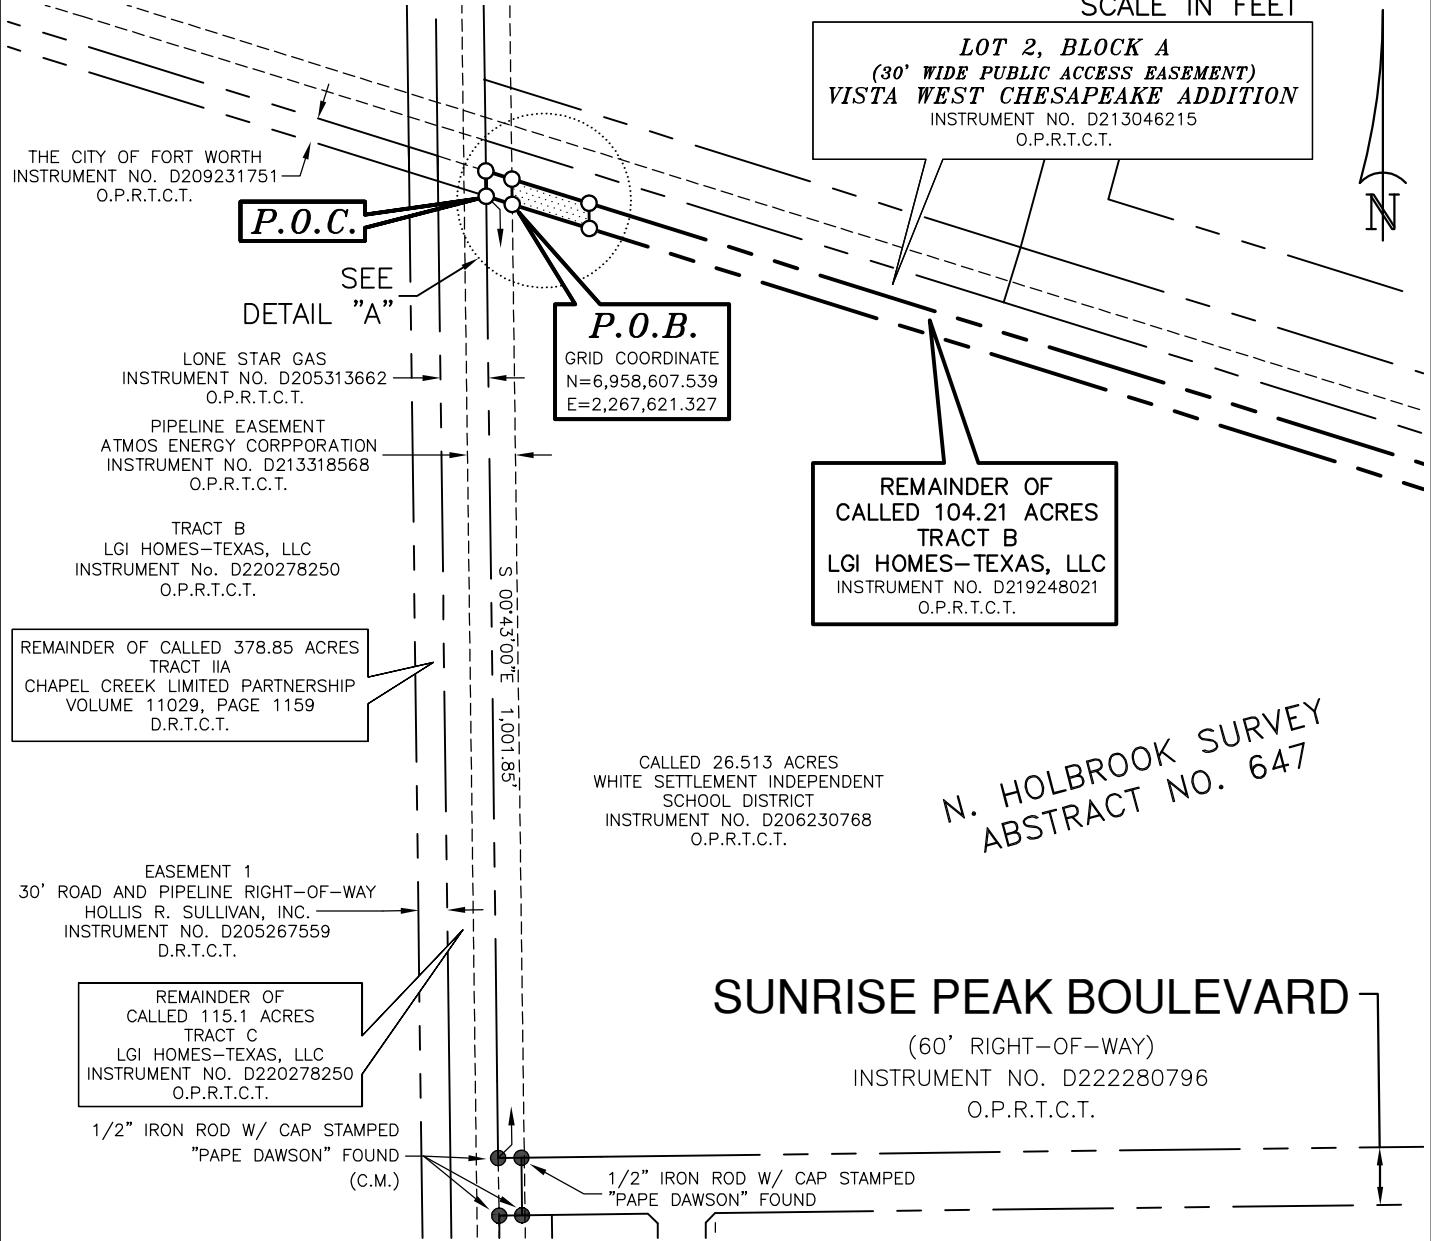 SCALE IN FEET
LOT 2, BLOCK A
(30' WIDE PUBLIC ACCESS EASEMENT)
VISTA WEST CHESAPEAKE ADDITION
INSTRUMENT NO. D213046215
O.P.R.T.C.T.
N
THE CITY OF FORT WORTH
INSTRUMENT NO. D209231751
O.P.R.T.C.T.
P.O.C.
SEE
DETAIL "A"
P.O.B.
GRID COORDINATE
N=6,958,607.539
E=2,267,621.327
LONE STAR GAS
INSTRUMENT NO. D205313662
O.P.R.T.C.T.
PIPELINE EASEMENT
ATMOS ENERGY CORPPORATION
INSTRUMENT NO. D213318568
O.P.R.T.C.T.
REMAINDER OF
CALLED 104.21 ACRES
TRACT B
LGI HOMES-TEXAS, LLC
INSTRUMENT NO. D219248021
O.P.R.T.C.T.
TRACT B
LGI HOMES-TEXAS, LLC
INSTRUMENT No. D220278250
O.P.R.T.C.T.
S 00°43'00"E 1,001.85'
REMAINDER OF CALLED 378.85 ACRES
TRACT IIA
CHAPEL CREEK LIMITED PARTNERSHIP
VOLUME 11029, PAGE 1159
D.R.T.C.T.
CALLED 26.513 ACRES
WHITE SETTLEMENT INDEPENDENT
SCHOOL DISTRICT
INSTRUMENT NO. D206230768
O.P.R.T.C.T.
N. HOLBROOK SURVEY
ABSTRACT NO. 647
EASEMENT 1
30' ROAD AND PIPELINE RIGHT-OF-WAY
HOLLIS R. SULLIVAN, INC.
INSTRUMENT NO. D205267559
D.R.T.C.T.
REMAINDER OF
CALLED 115.1 ACRES
TRACT C
LGI HOMES-TEXAS, LLC
INSTRUMENT NO. D220278250
O.P.R.T.C.T.
SUNRISE PEAK BOULEVARD
(60' RIGHT-OF-WAY)
INSTRUMENT NO. D222280796
O.P.R.T.C.T.
1/2" IRON ROD W/ CAP STAMPED
"PAPE DAWSON" FOUND
(C.M.)
1/2" IRON ROD W/ CAP STAMPED
"PAPE DAWSON" FOUND